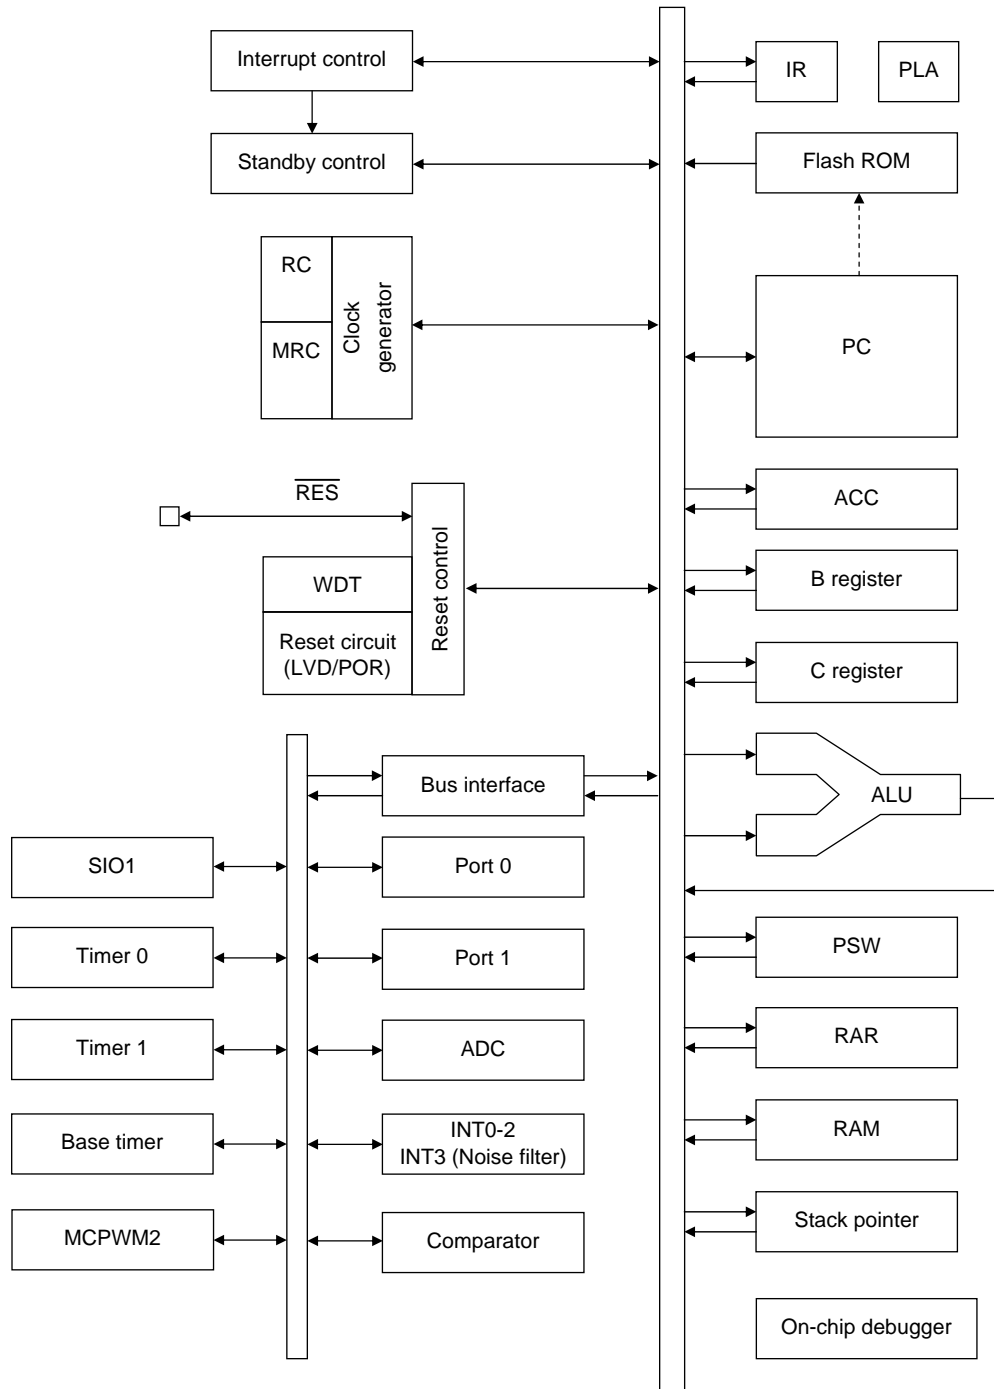 Interrupt control
IR
PLA
Standby control
Flash ROM
RC
MRC
Clock
generator
PC
RES
Reset control
WDT
Reset circuit
(LVD/POR)
ACC
B register
C register
Bus interface
ALU
SIO1
Port 0
Timer 0
Port 1
PSW
Timer 1
ADC
RAR
Base timer
INT0-2
INT3 (Noise filter)
RAM
MCPWM2
Comparator
Stack pointer
On-chip debugger